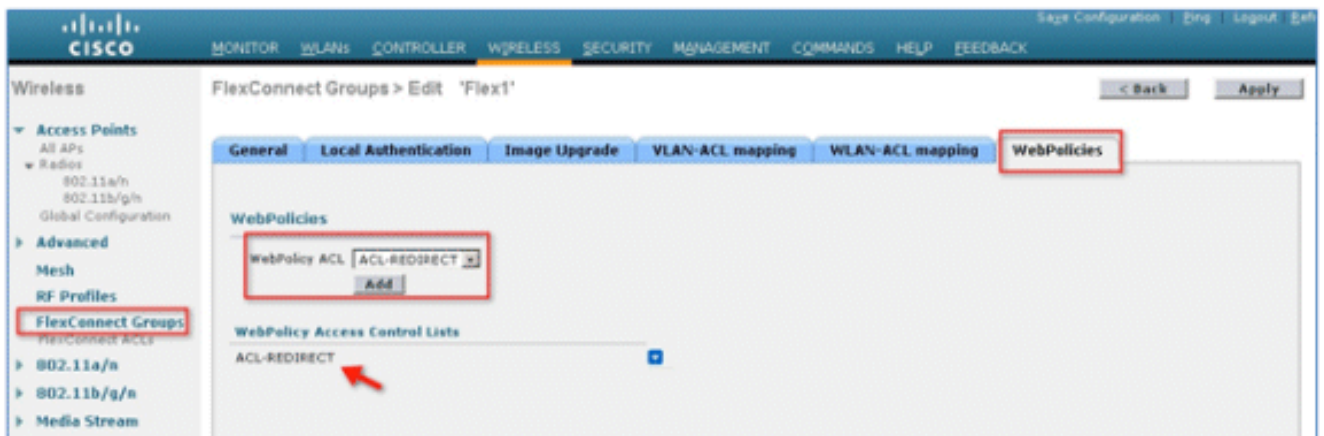 Save Configuration Ping Logout Refr
CISCO
MONITOR WLANs CONTROLLER WIRELESS SECURITY MANAGEMENT COMMANDS HELP FEEDBACK
Wireless
FlexConnect Groups > Edit 'Flex1'
< Back
Apply
Access Points
All APs
Radios
802.11a/n
802.11b/g/n
Global Configuration
Advanced
Mesh
RF Profiles
FlexConnect Groups
FlexConnect ACLs
802.11a/n
802.11b/g/n
Media Stream
General Local Authentication Image Upgrade VLAN-ACL mapping WLAN-ACL mapping WebPolicies
WebPolicies
WebPolicy ACL ACL-REDIRECT
Add
WebPolicy Access Control Lists
ACL-REDIRECT